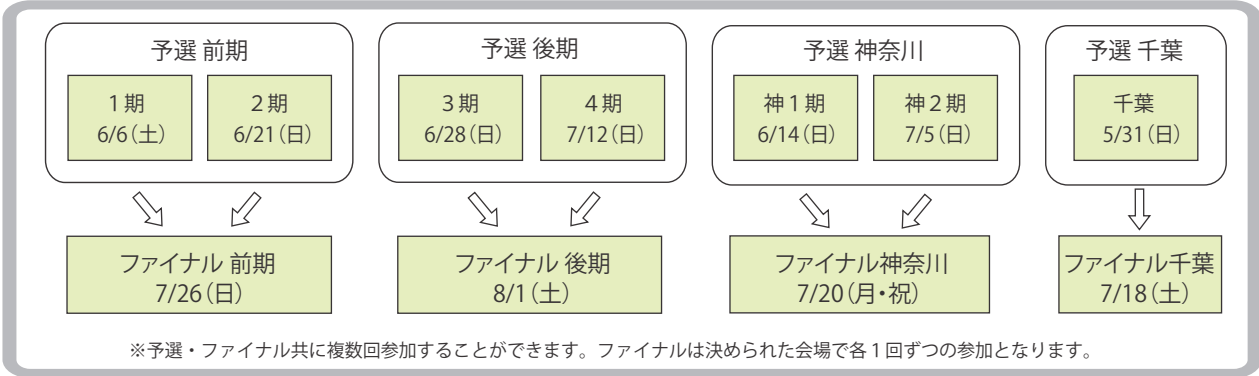 予選 前期
1期
6/6(土)
2期
6/21(日)
ファイナル 前期
7/26(日)
予選 後期
3期
6/28(日)
4期
7/12(日)
ファイナル 後期
8/1(土)
予選 神奈川
神1期
6/14(日)
神2期
7/5(日)
ファイナル神奈川
7/20(月・祝)
予選 千葉
千葉
5/31(日)
ファイナル千葉
7/18(土)
※予選・ファイナル共に複数回参加することができます。ファイナルは決められた会場で各1回ずつの参加となります。